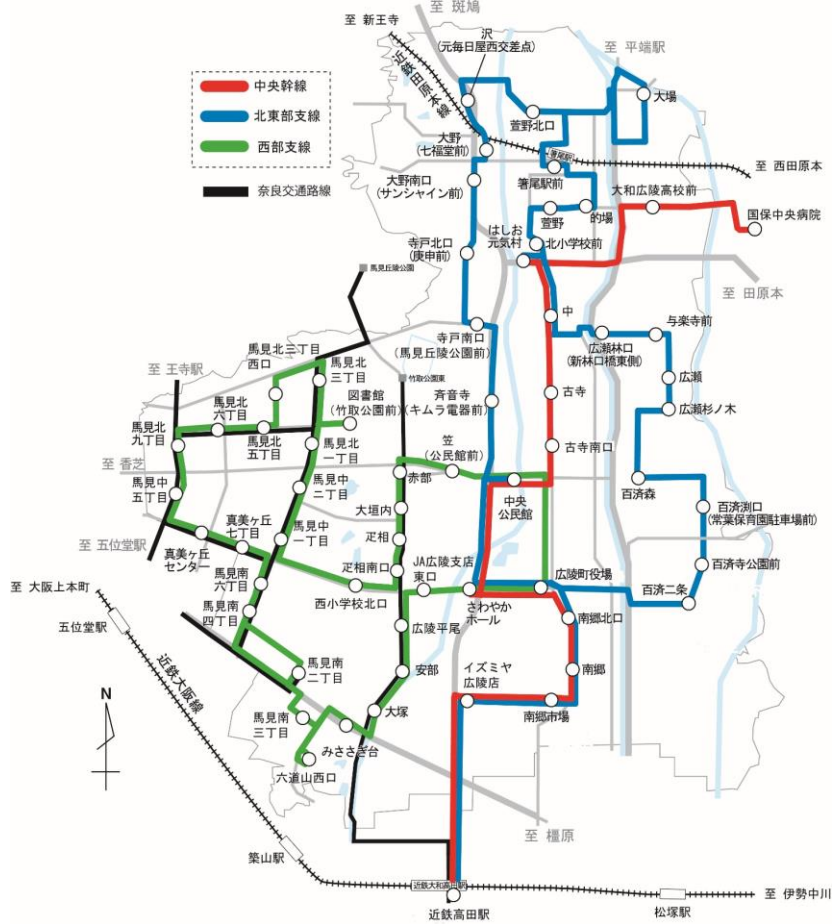 至 新王寺
至 斑鳩
近鉄田原本線
沢
(元毎日屋西交差点)
至 平端駅
中央幹線
北東部支線
西部支線
奈良交通路線
大場
萱野北口
大野
(七福堂前)
箸尾駅
至 西田原本
箸尾駅前
大野南口
(サンシャイン前)
大和広陵高校前
萱野
的場
国保中央病院
はしお
元気村
北小学校前
寺戸北口
(庚申前)
馬見丘陵公園
至 田原本
中
寺戸南口
(馬見丘陵公園前)
広瀬林口
(新林口橋東側)
与楽寺前
至 王寺駅
馬見北三丁目
西口
馬見北
三丁目
竹取公園東
図書館
(竹取公園前)
斉音寺
(キムラ電器前)
古寺
広瀬
広瀬杉ノ木
馬見北
六丁目
馬見北
九丁目
馬見北
五丁目
馬見北
一丁目
笠
(公民館前)
古寺南口
至 香芝
赤部
馬見中
五丁目
馬見中
二丁目
中央
公民館
百済森
百済渕口
(常葉保育園駐車場前)
大垣内
真美ヶ丘
七丁目
真美ヶ丘
センター
馬見中
一丁目
疋相
至 五位堂駅
疋相南口
JA広陵支店
東口
広陵町役場
百済寺公園前
馬見南
六丁目
西小学校北口
さわやか
ホール
百済二条
至 大阪上本町
馬見南
四丁目
南郷北口
五位堂駅
広陵平尾
近鉄大阪線
馬見南
二丁目
安部
イズミヤ
広陵店
南郷
N
馬見南
三丁目
大塚
南郷市場
みささぎ台
六道山西口
至 橿原
築山駅
近鉄大和高田駅
至 伊勢中川
近鉄高田駅
松塚駅